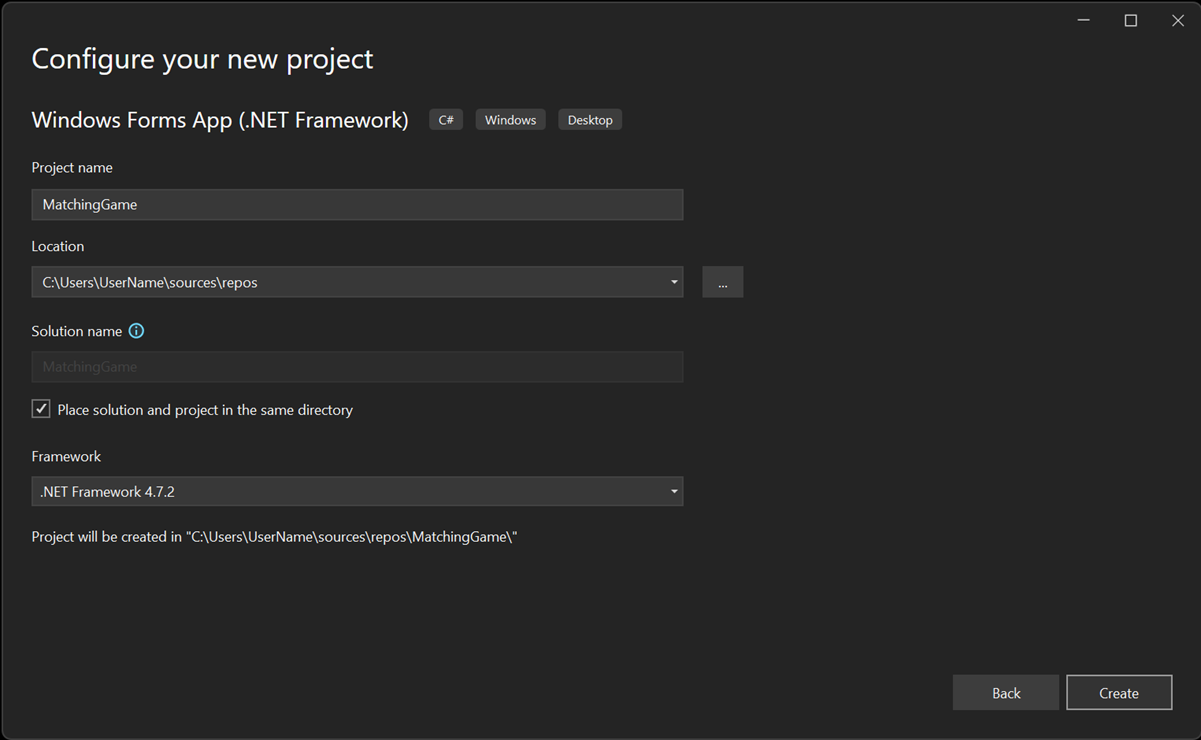 Configure your new project
Windows Forms App (.NET Framework) C# Windows Desktop
Project name
MatchingGame
Location
C:\Users\UserName\sources\repos
...
Solution name
MatchingGame
Place solution and project in the same directory
Framework
.NET Framework 4.7.2
Project will be created in "C:\Users\UserName\sources\repos\MatchingGame\"
Back Create